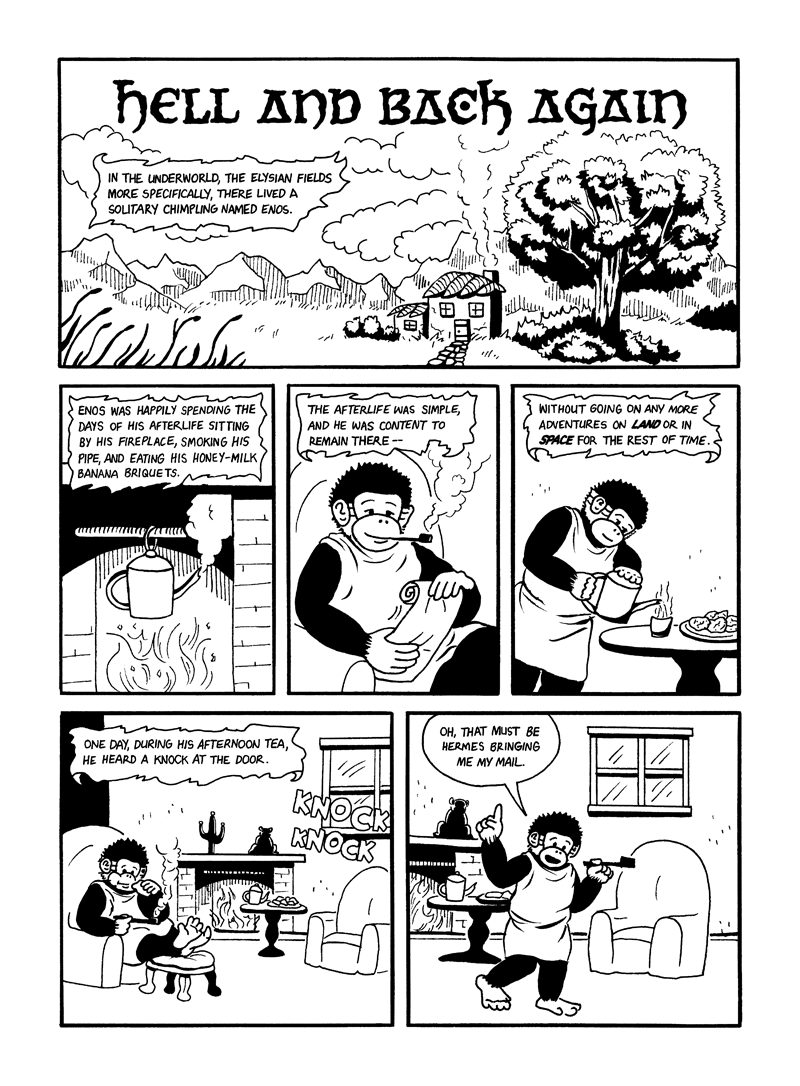 HELL AND BACK AGAIN
IN THE UNDERWORLD, THE ELYSIAN FIELDS
MORE SPECIFICALLY, THERE LIVED A
SOLITARY CHIMPLING NAMED ENOS.
ENOS WAS HAPPILY SPENDING THE
DAYS OF HIS AFTERLIFE SITTING
BY HIS FIREPLACE, SMOKING HIS
PIPE, AND EATING HIS HONEY-MILK
BANANA BRIQUETS.
THE AFTERLIFE WAS SIMPLE,
AND HE WAS CONTENT TO
REMAIN THERE --
WITHOUT GOING ON ANY MORE
ADVENTURES ON LAND OR IN
SPACE FOR THE REST OF TIME.
ONE DAY, DURING HIS AFTERNOON TEA,
HE HEARD A KNOCK AT THE DOOR.
KNOCK
KNOCK
OH, THAT MUST BE
HERMES BRINGING
ME MY MAIL.